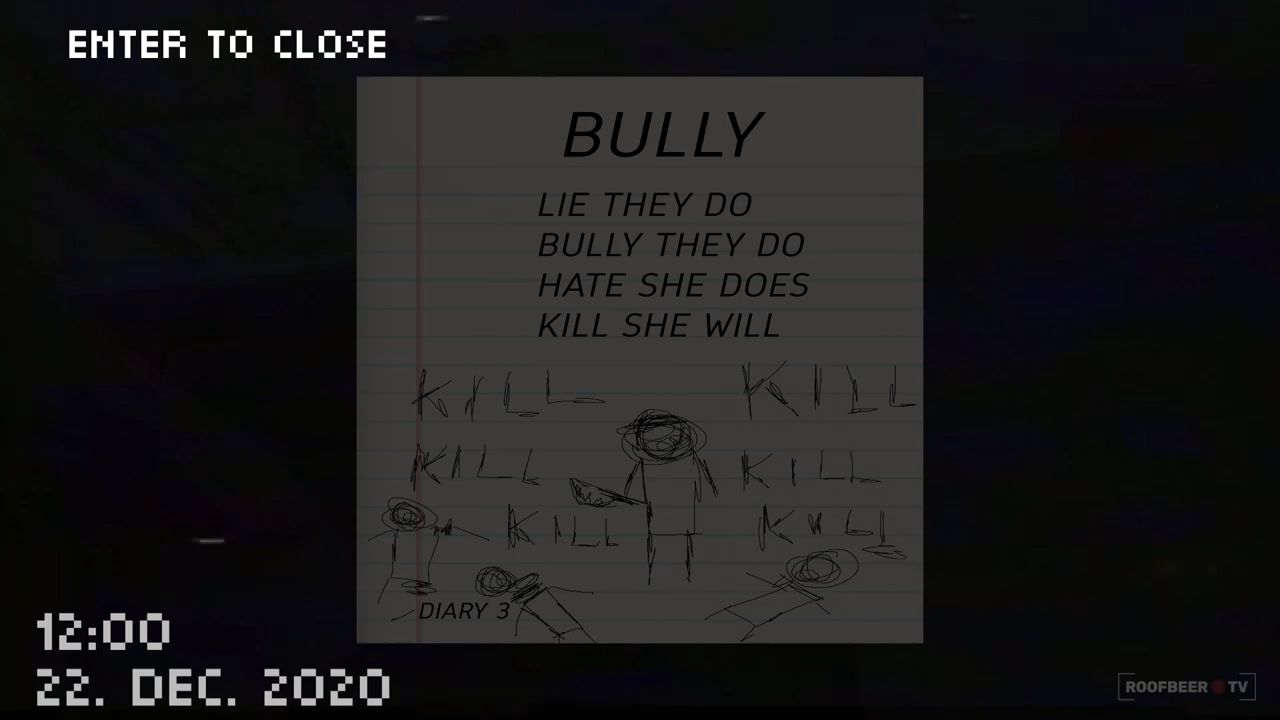 ENTER TO CLOSE
BULLY
LIE THEY DO
BULLY THEY DO
HATE SHE DOES
KILL SHE WILL
KILL KILL
KILL KILL
KILL KILL
DIARY 3
12:00
22. DEC. 2020
ROOFBEER TV